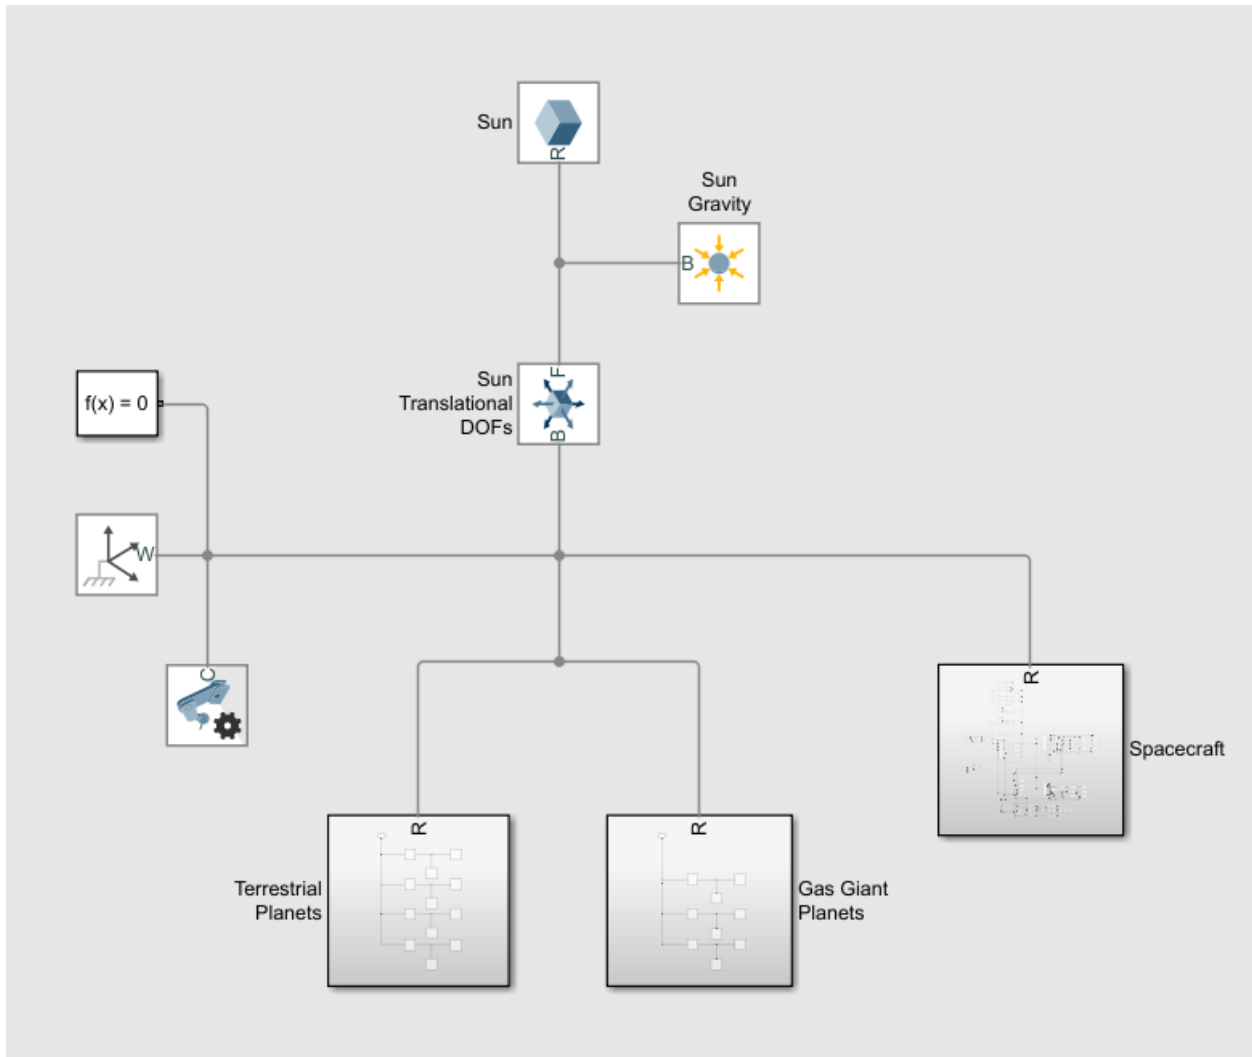 Sun
R
Sun
Gravity
B
F
Sun
Translational
DOFs
B
f(x) = 0
W
C
R
Spacecraft
R
Terrestrial
Planets
R
Gas Giant
Planets